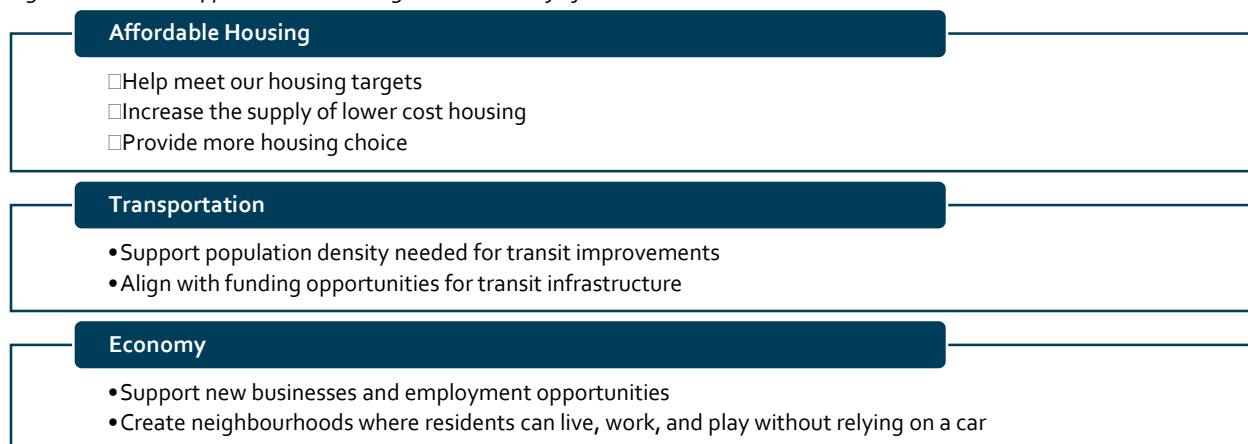 Affordable Housing
□Help meet our housing targets
□Increase the supply of lower cost housing
□Provide more housing choice
Transportation
•Support population density needed for transit improvements
•Align with funding opportunities for transit infrastructure
Economy
•Support new businesses and employment opportunities
•Create neighbourhoods where residents can live, work, and play without relying on a car